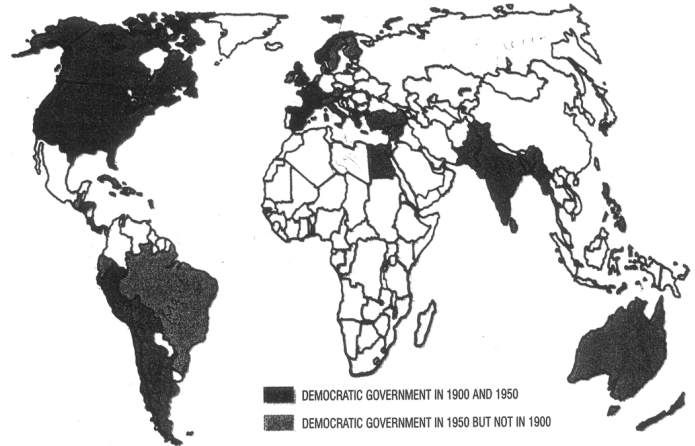 DEMOCRATIC GOVERNMENT IN 1900 AND 1950
DEMOCRATIC GOVERNMENT IN 1950 BUT NOT IN 1900